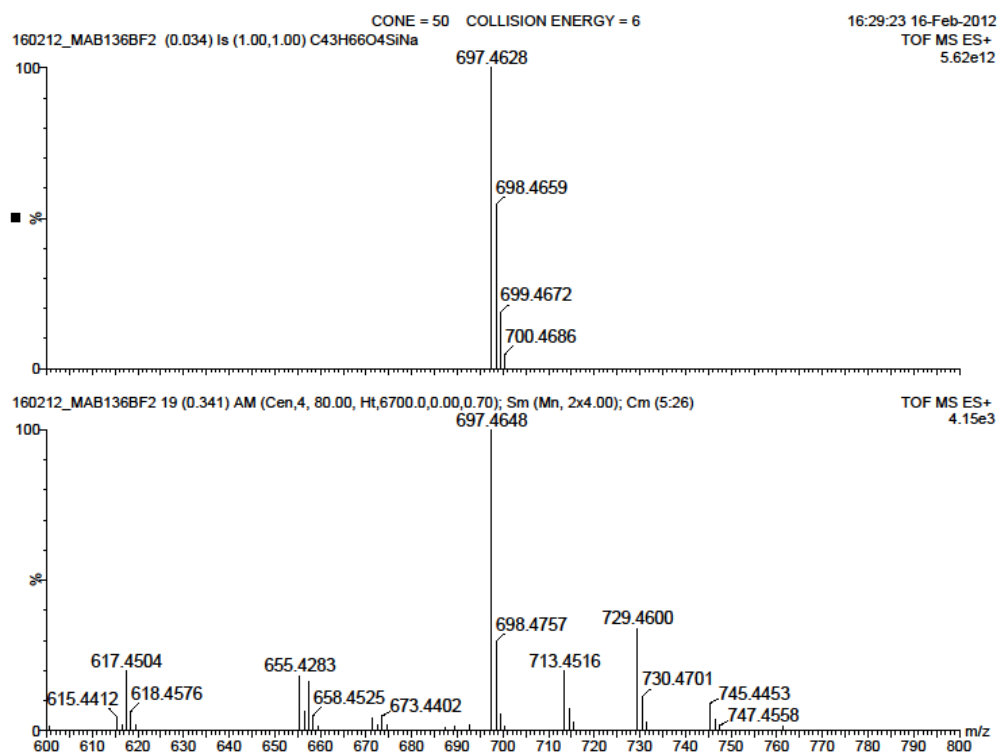 CONE = 50 COLLISION ENERGY = 6 16:29:23 16-Feb-2012
160212_MAB136BF2 (0.034) Is (1.00,1.00) C43H66O4SiNa TOF MS ES+
5.62e12
697.4628
100
698.4659
%
699.4672
700.4686
0
160212_MAB136BF2 19 (0.341) AM (Cen,4, 80.00, Ht,6700.0,0.00,0.70); Sm (Mn, 2x4.00); Cm (5:26) TOF MS ES+
4.15e3
697.4648
100
%
698.4757 729.4600
617.4504 655.4283 713.4516
615.4412 618.4576 658.4525 673.4402 730.4701 745.4453
747.4558
0
600 610 620 630 640 650 660 670 680 690 700 710 720 730 740 750 760 770 780 790 800 m/z